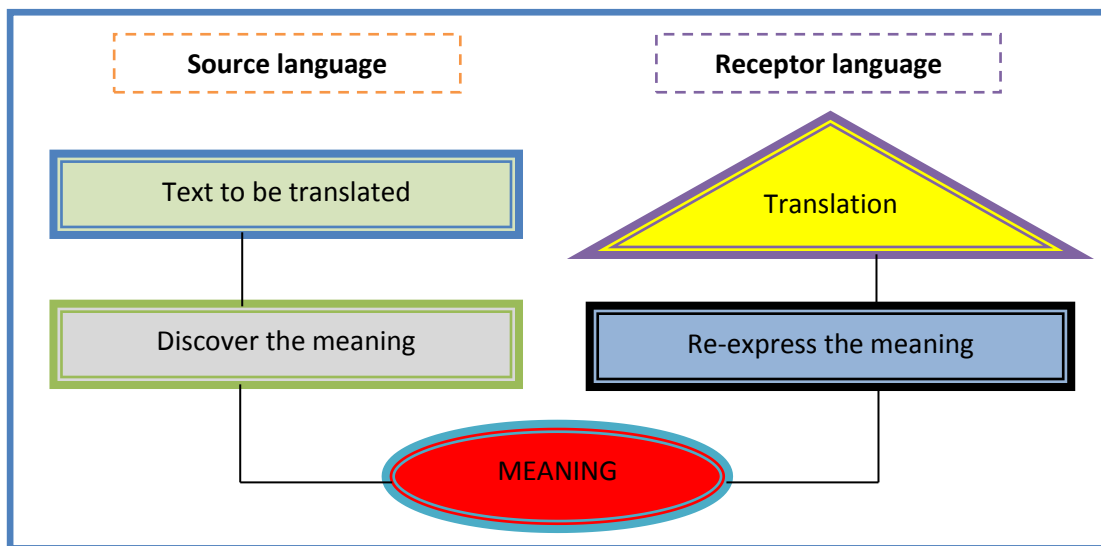 Source language
Receptor language
Text to be translated
Translation
Discover the meaning
Re-express the meaning
MEANING